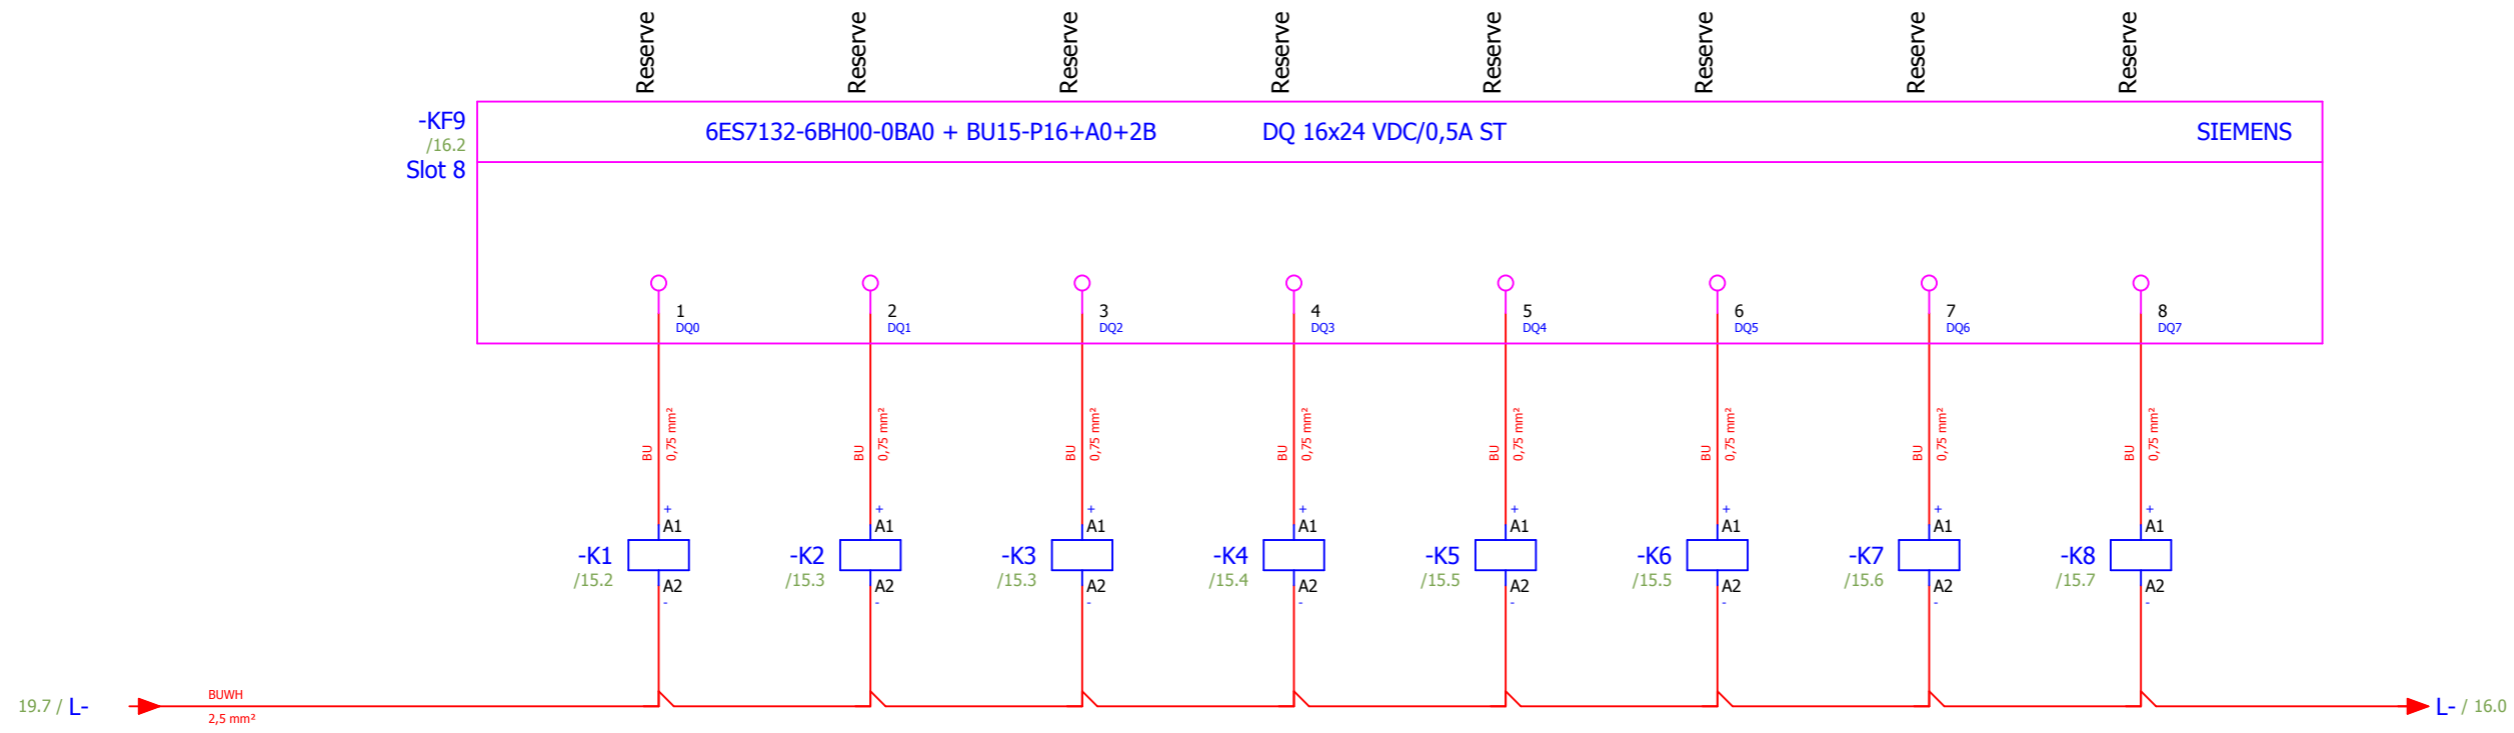 Reserve Reserve Reserve Reserve Reserve Reserve Reserve Reserve
-KF9 6ES7132-6BH00-0BA0 + BU15-P16+A0+2B DQ 16x24 VDC/0,5A ST SIEMENS
/16.2
Slot 8
1 2 3 4 5 6 7 8
DQ0 DQ1 DQ2 DQ3 DQ4 DQ5 DQ6 DQ7
BU 0,75 mm² BU 0,75 mm² BU 0,75 mm² BU 0,75 mm² BU 0,75 mm² BU 0,75 mm² BU 0,75 mm² BU 0,75 mm²
+ + + + + + + +
A1 A1 A1 A1 A1 A1 A1 A1
-K1 -K2 -K3 -K4 -K5 -K6 -K7 -K8
/15.2 /15.3 /15.3 /15.4 /15.5 /15.5 /15.6 /15.7
A2 A2 A2 A2 A2 A2 A2 A2
- - - - - - - -
BUWH
19.7 / L- L- / 16.0
2,5 mm²